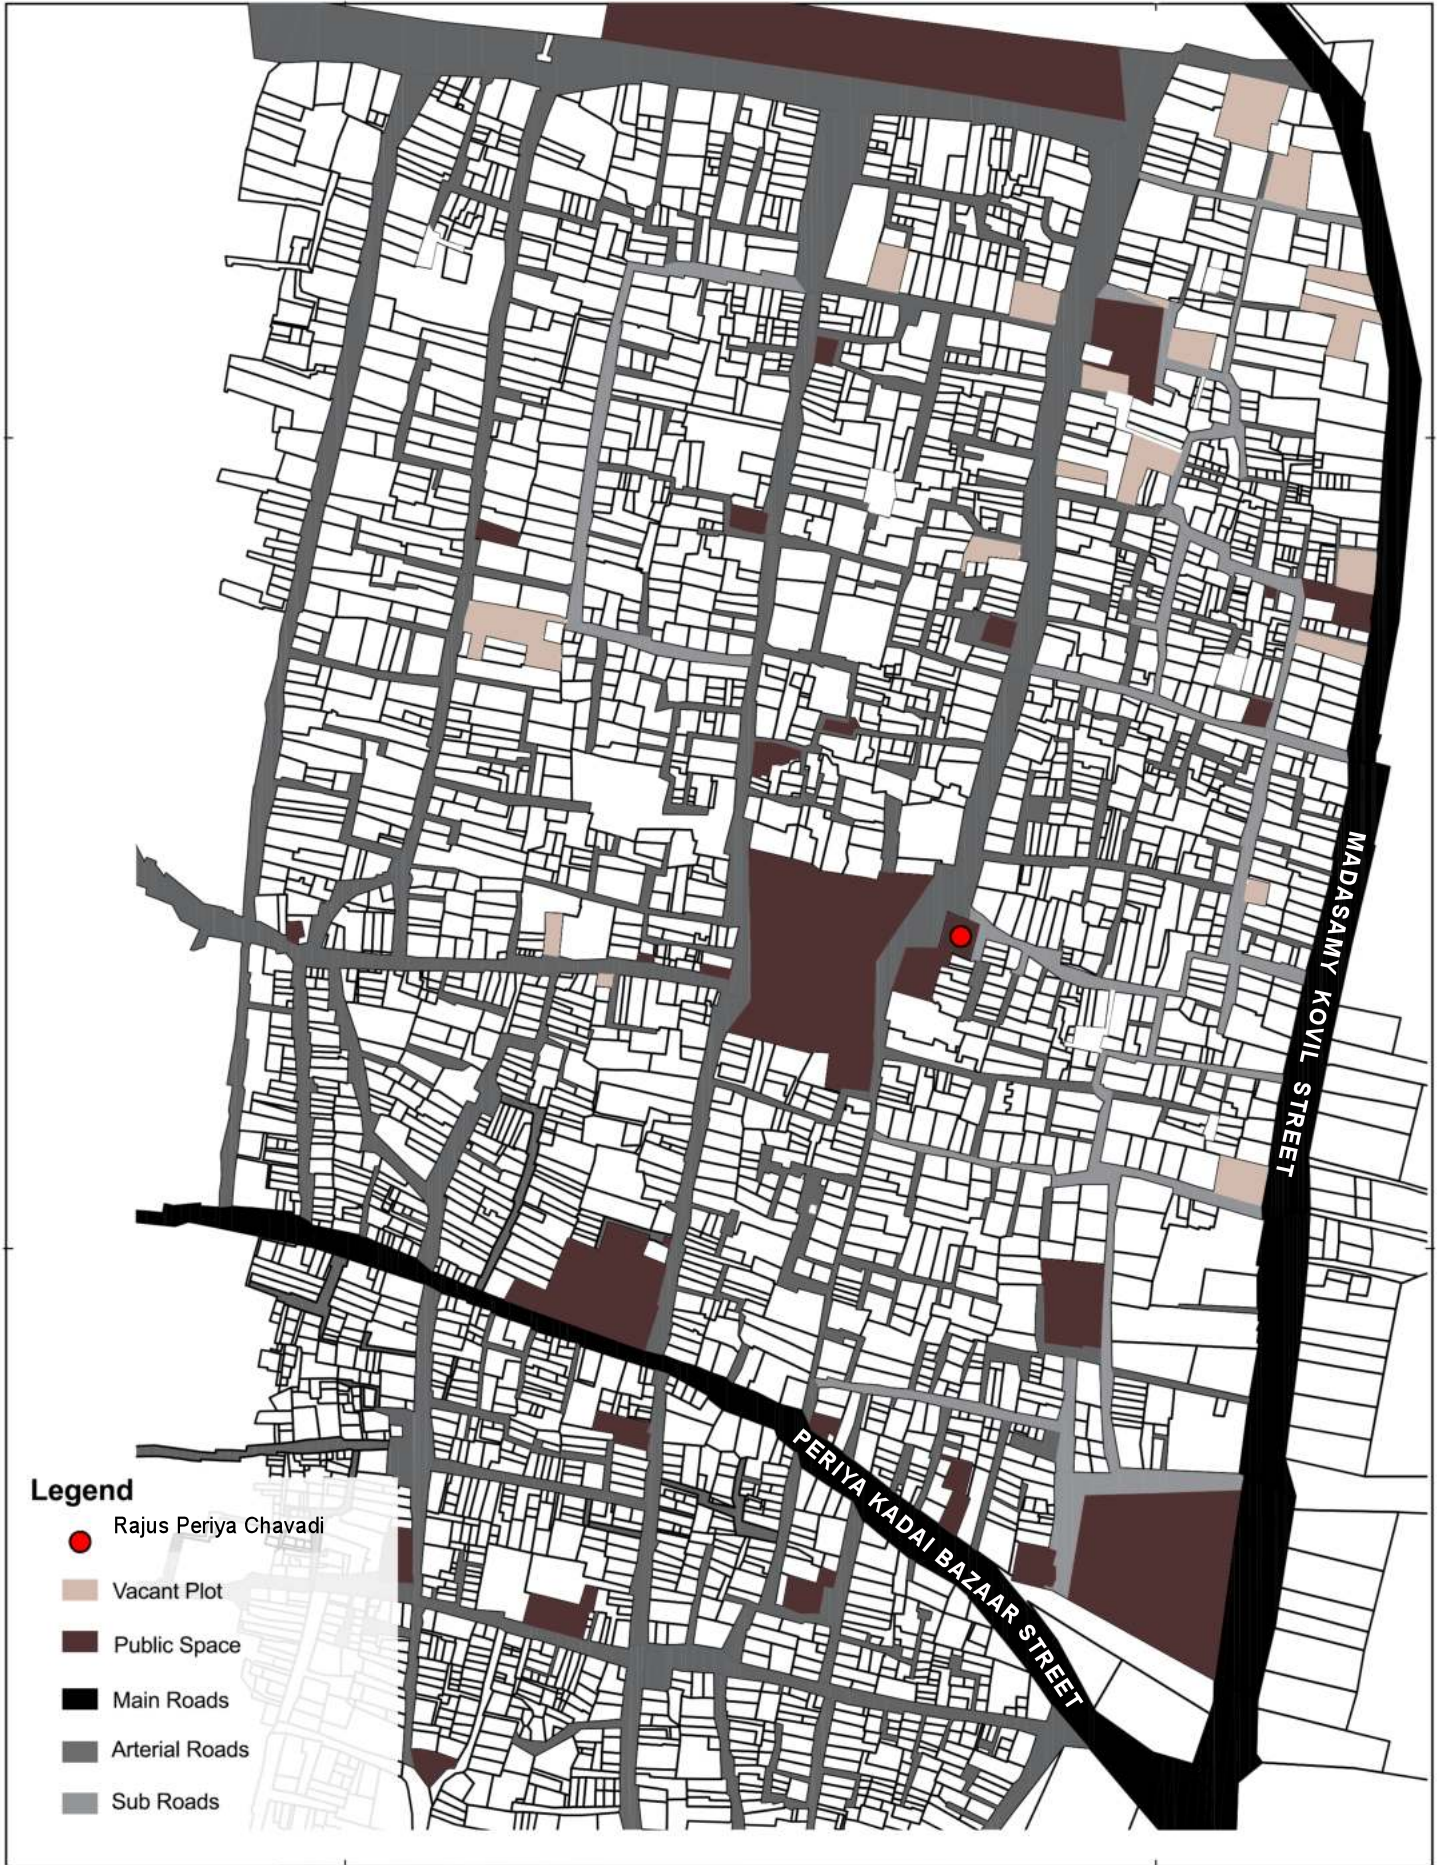 MADASAMY KOVIL STREET
PERIYA KADAI BAZAAR STREET
Legend
Rajus Periya Chavadi
Vacant Plot
Public Space
Main Roads
Arterial Roads
Sub Roads